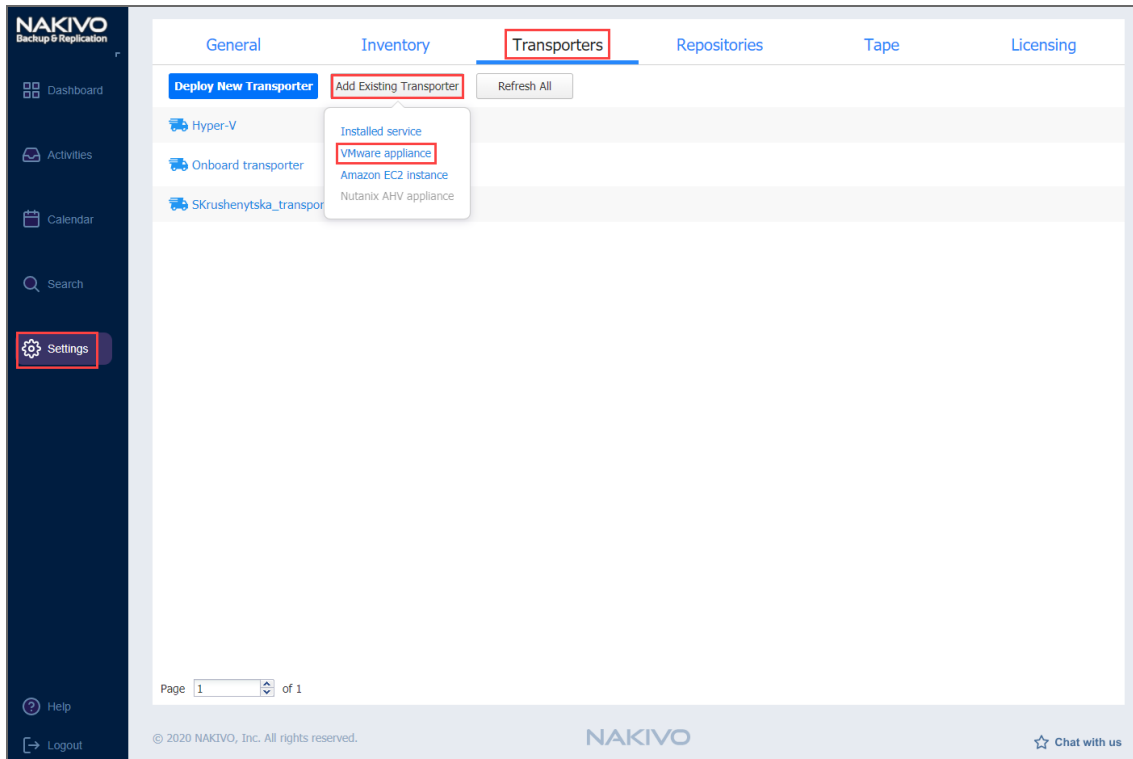 NAKIVO
Backup & Replication
Dashboard
Activities
Calendar
Search
Settings
Help
Logout
General
Inventory
Transporters
Repositories
Tape
Licensing
Deploy New Transporter
Add Existing Transporter
Refresh All
Hyper-V
Onboard transporter
SKrushenytska_transpor
Installed service
VMware appliance
Amazon EC2 instance
Nutanix AHV appliance
Page 1 of 1
© 2020 NAKIVO, Inc. All rights reserved.
NAKIVO
Chat with us